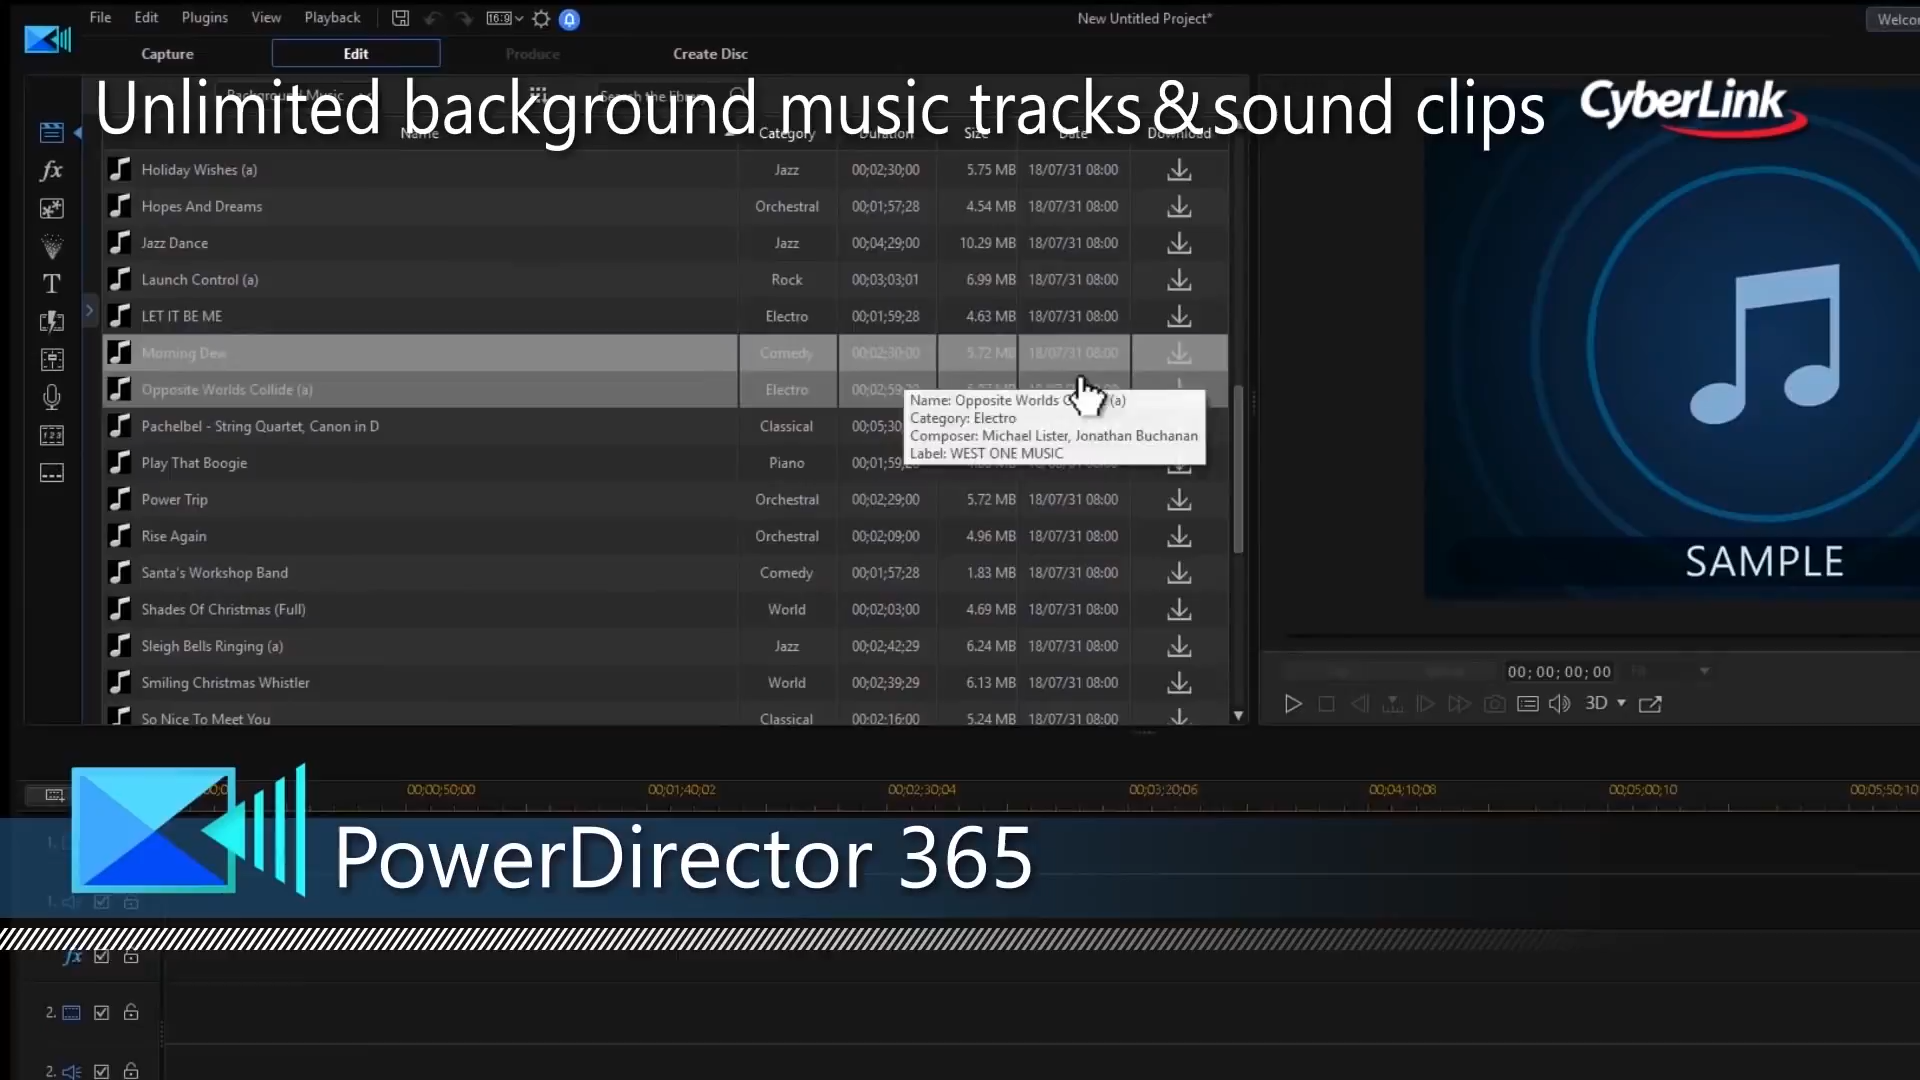 File Edit Plugins View Playback 16:9 New Untitled Project*
Capture Edit Produce Create Disc
Unlimited background music tracks & sound clips
CyberLink
Background Music Search the library
Name Category Duration Size Date Download
Holiday Wishes (a) Jazz 00;02;30;00 5.75 MB 18/07/31 08:00
Hopes And Dreams Orchestral 00;01;57;28 4.54 MB 18/07/31 08:00
Jazz Dance Jazz 00;04;29;00 10.29 MB 18/07/31 08:00
Launch Control (a) Rock 00;03;03;01 6.99 MB 18/07/31 08:00
LET IT BE ME Electro 00;01;59;28 4.63 MB 18/07/31 08:00
Morning Dew Comedy 00;02;30;00 5.72 MB 18/07/31 08:00
Opposite Worlds Collide (a) Electro
Name: Opposite Worlds (a)
Category: Electro
Composer: Michael Lister, Jonathan Buchanan
Label: WEST ONE MUSIC
Pachelbel - String Quartet, Canon in D Classical
Play That Boogie Piano
Power Trip Orchestral 00;02;29;00 5.72 MB 18/07/31 08:00
Rise Again Orchestral 00;02;09;00 4.96 MB 18/07/31 08:00
Santa's Workshop Band Comedy 00;01;57;28 1.83 MB 18/07/31 08:00
Shades Of Christmas (Full) World 00;02;03;00 4.69 MB 18/07/31 08:00
Sleigh Bells Ringing (a) Jazz 00;02;42;29 6.24 MB 18/07/31 08:00
Smiling Christmas Whistler World 00;02;39;29 6.13 MB 18/07/31 08:00
So Nice To Meet You Classical 00;02;16;00 5.24 MB 18/07/31 08:00
SAMPLE
00;00;00;00
3D
00;00;50;00 00;01;40;02 00;02;30;04 00;03;20;06 00;04;10;08 00;05;00;10 00;05;50;10
PowerDirector 365
1.
1.
fx
2.
2.